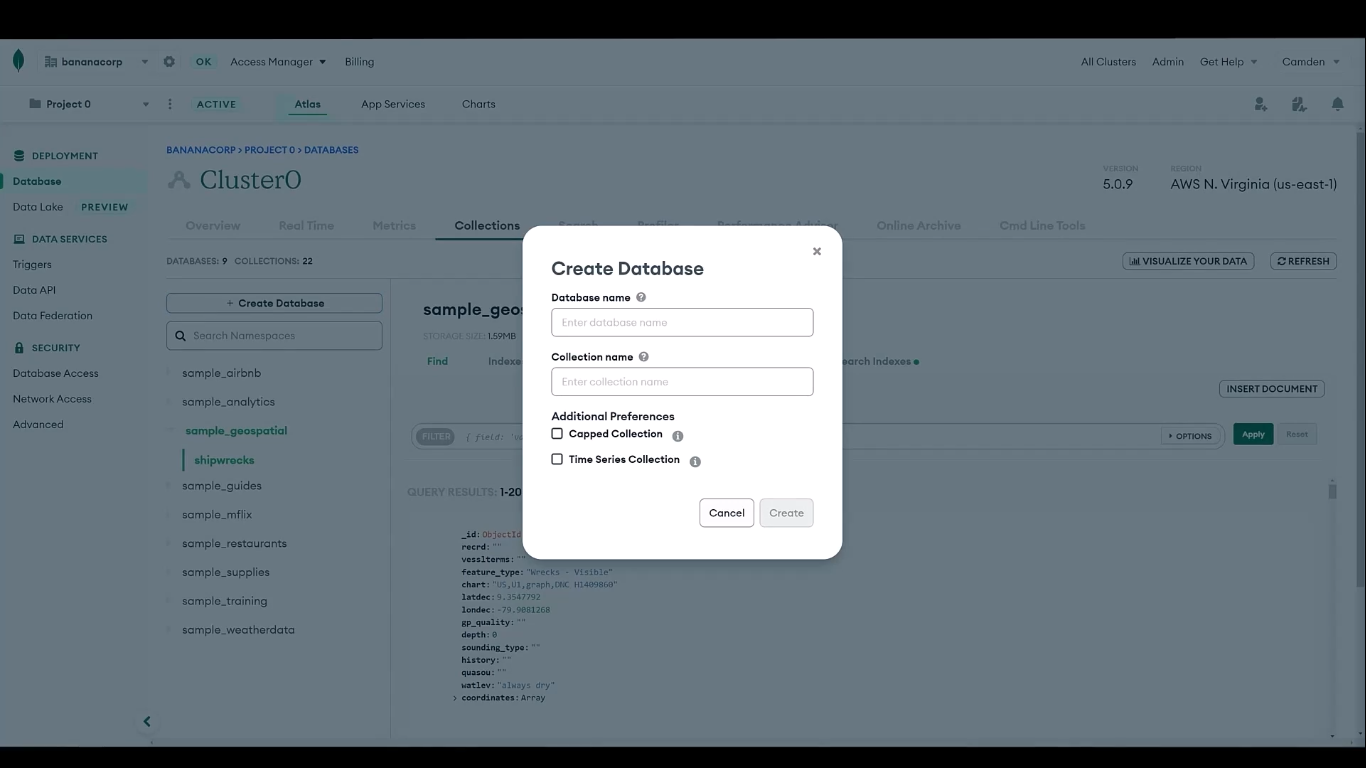 bananacorp OK Access Manager Billing All Clusters Admin Get Help Camden
Project 0 ACTIVE Atlas App Services Charts
DEPLOYMENT
Database
Data Lake PREVIEW
DATA SERVICES
Triggers
Data API
Data Federation
SECURITY
Database Access
Network Access
Advanced
BANANACORP > PROJECT 0 > DATABASES
Cluster0
VERSION
5.0.9
REGION
AWS N. Virginia (us-east-1)
Overview Real Time Metrics Collections Search Profiler Performance Advisor Online Archive Cmd Line Tools
DATABASES: 9 COLLECTIONS: 22
VISUALIZE YOUR DATA
REFRESH
+ Create Database
Search Namespaces
sample_airbnb
sample_analytics
sample_geospatial
shipwrecks
sample_guides
sample_mflix
sample_restaurants
sample_supplies
sample_training
sample_weatherdata
sample_geos
STORAGE SIZE: 1.59MB
Find Indexe earch Indexes
INSERT DOCUMENT
FILTER { field: 'va OPTIONS Apply Reset
QUERY RESULTS: 1-20
_id: ObjectId
recrd: ""
vesslterms: ""
feature_type: "Wrecks - Visible"
chart: "US,U1,graph,DNC H1409860"
latdec: 9.3547792
londec: -79.9081268
gp_quality: ""
depth: 0
sounding_type: ""
history: ""
quasou: ""
watlev: "always dry"
coordinates: Array
Create Database
Database name
Enter database name
Collection name
Enter collection name
Additional Preferences
Capped Collection
Time Series Collection
Cancel Create